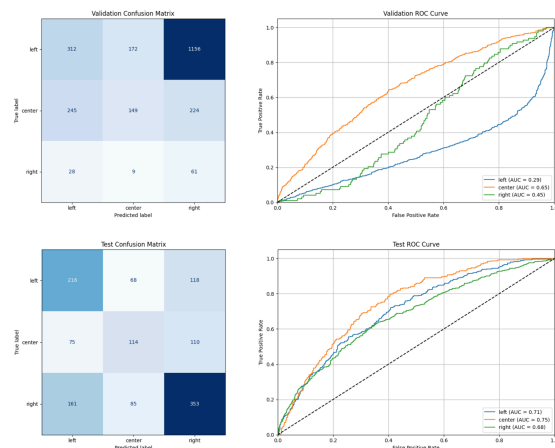 Validation Confusion Matrix
left
312
172
1156
center
245
149
224
right
28
9
61
True label
left
center
right
Predicted label
Validation ROC Curve
True Positive Rate
1.0
0.8
0.6
0.4
0.2
0.0
0.0
0.2
0.4
0.6
0.8
False Positive Rate
left (AUC = 0.29)
center (AUC = 0.65)
right (AUC = 0.45)
Test Confusion Matrix
left
216
68
118
center
75
114
110
right
161
85
353
True label
left
center
right
Predicted label
Test ROC Curve
True Positive Rate
1.0
0.8
0.6
0.4
0.2
0.0
0.0
0.2
0.4
0.6
0.8
False Positive Rate
left (AUC = 0.71)
center (AUC = 0.75)
right (AUC = 0.68)